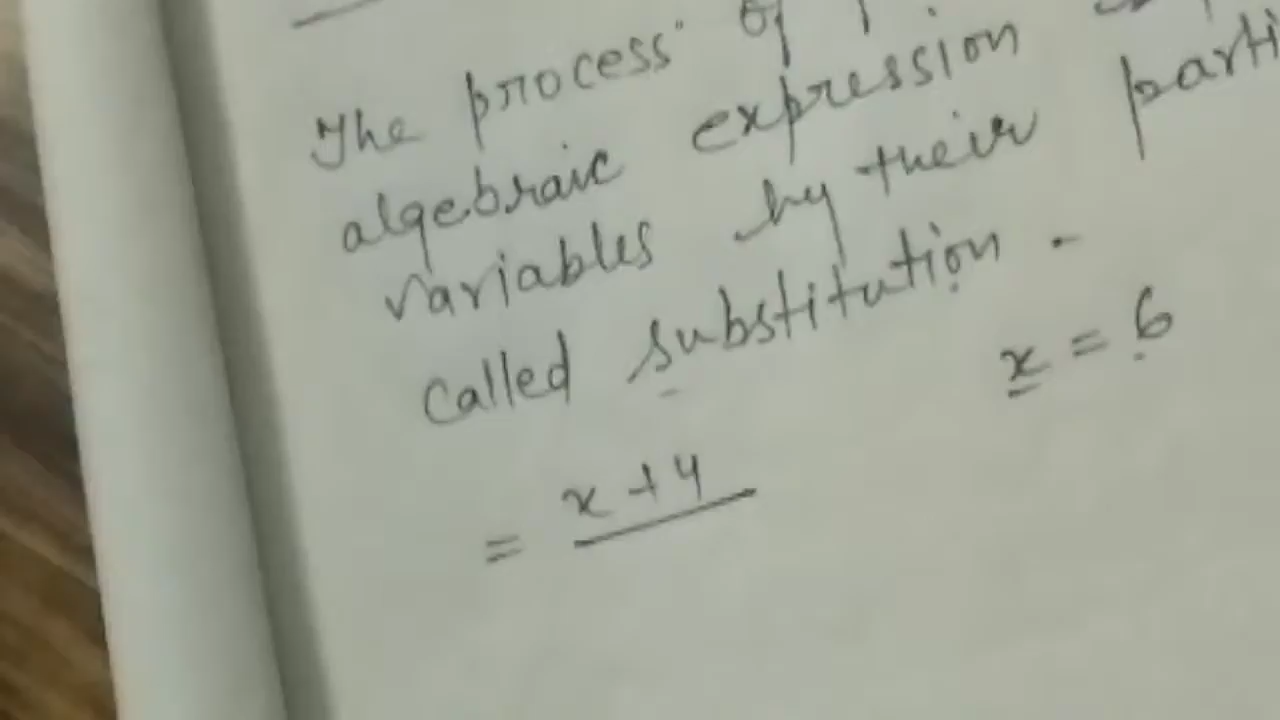 The process of
algebraic expression
variables by their parti
called substitution.
x = 6
= x + 4